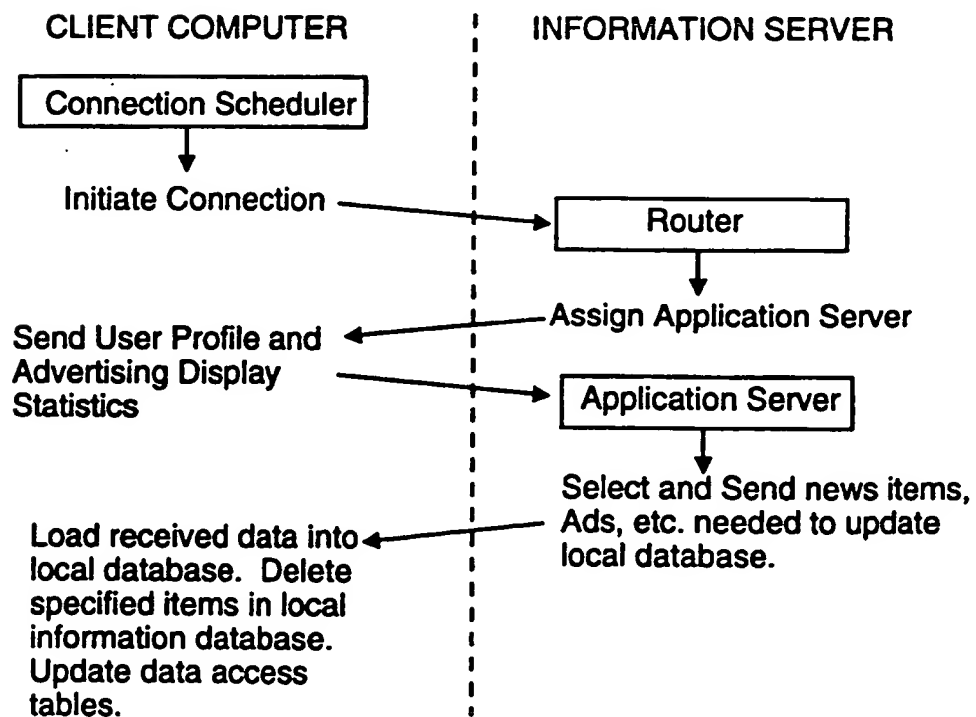 CLIENT COMPUTER
INFORMATION SERVER
Connection Scheduler
Initiate Connection
Router
Assign Application Server
Send User Profile and
Advertising Display
Statistics
Application Server
Select and Send news items,
Ads, etc. needed to update
local database.
Load received data into
local database. Delete
specified items in local
information database.
Update data access
tables.